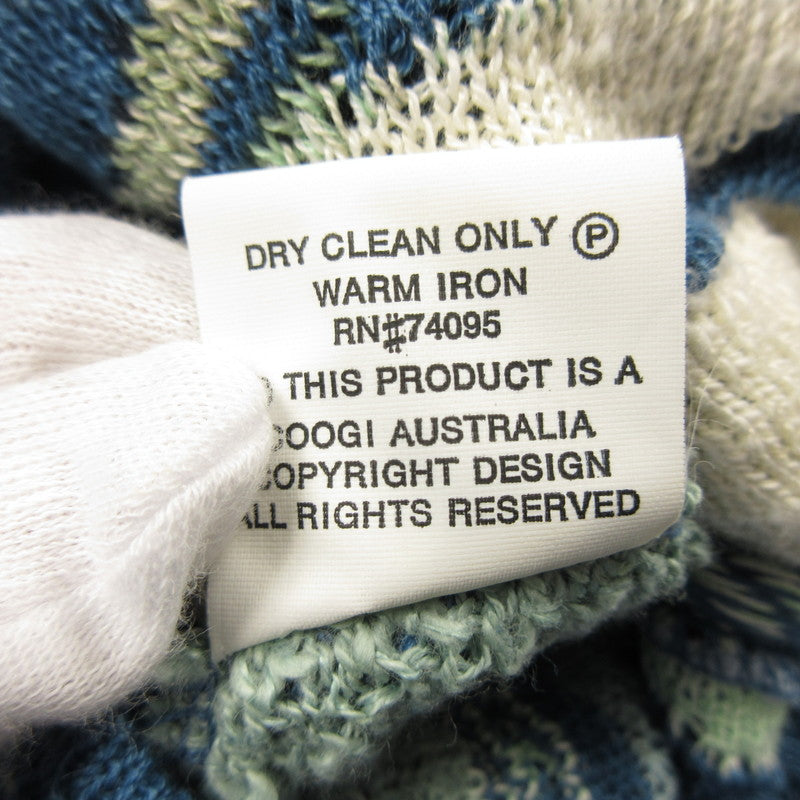 DRY CLEAN ONLY Ⓟ
WARM IRON
RN#74095
THIS PRODUCT IS A
COOGI AUSTRALIA
COPYRIGHT DESIGN
ALL RIGHTS RESERVED